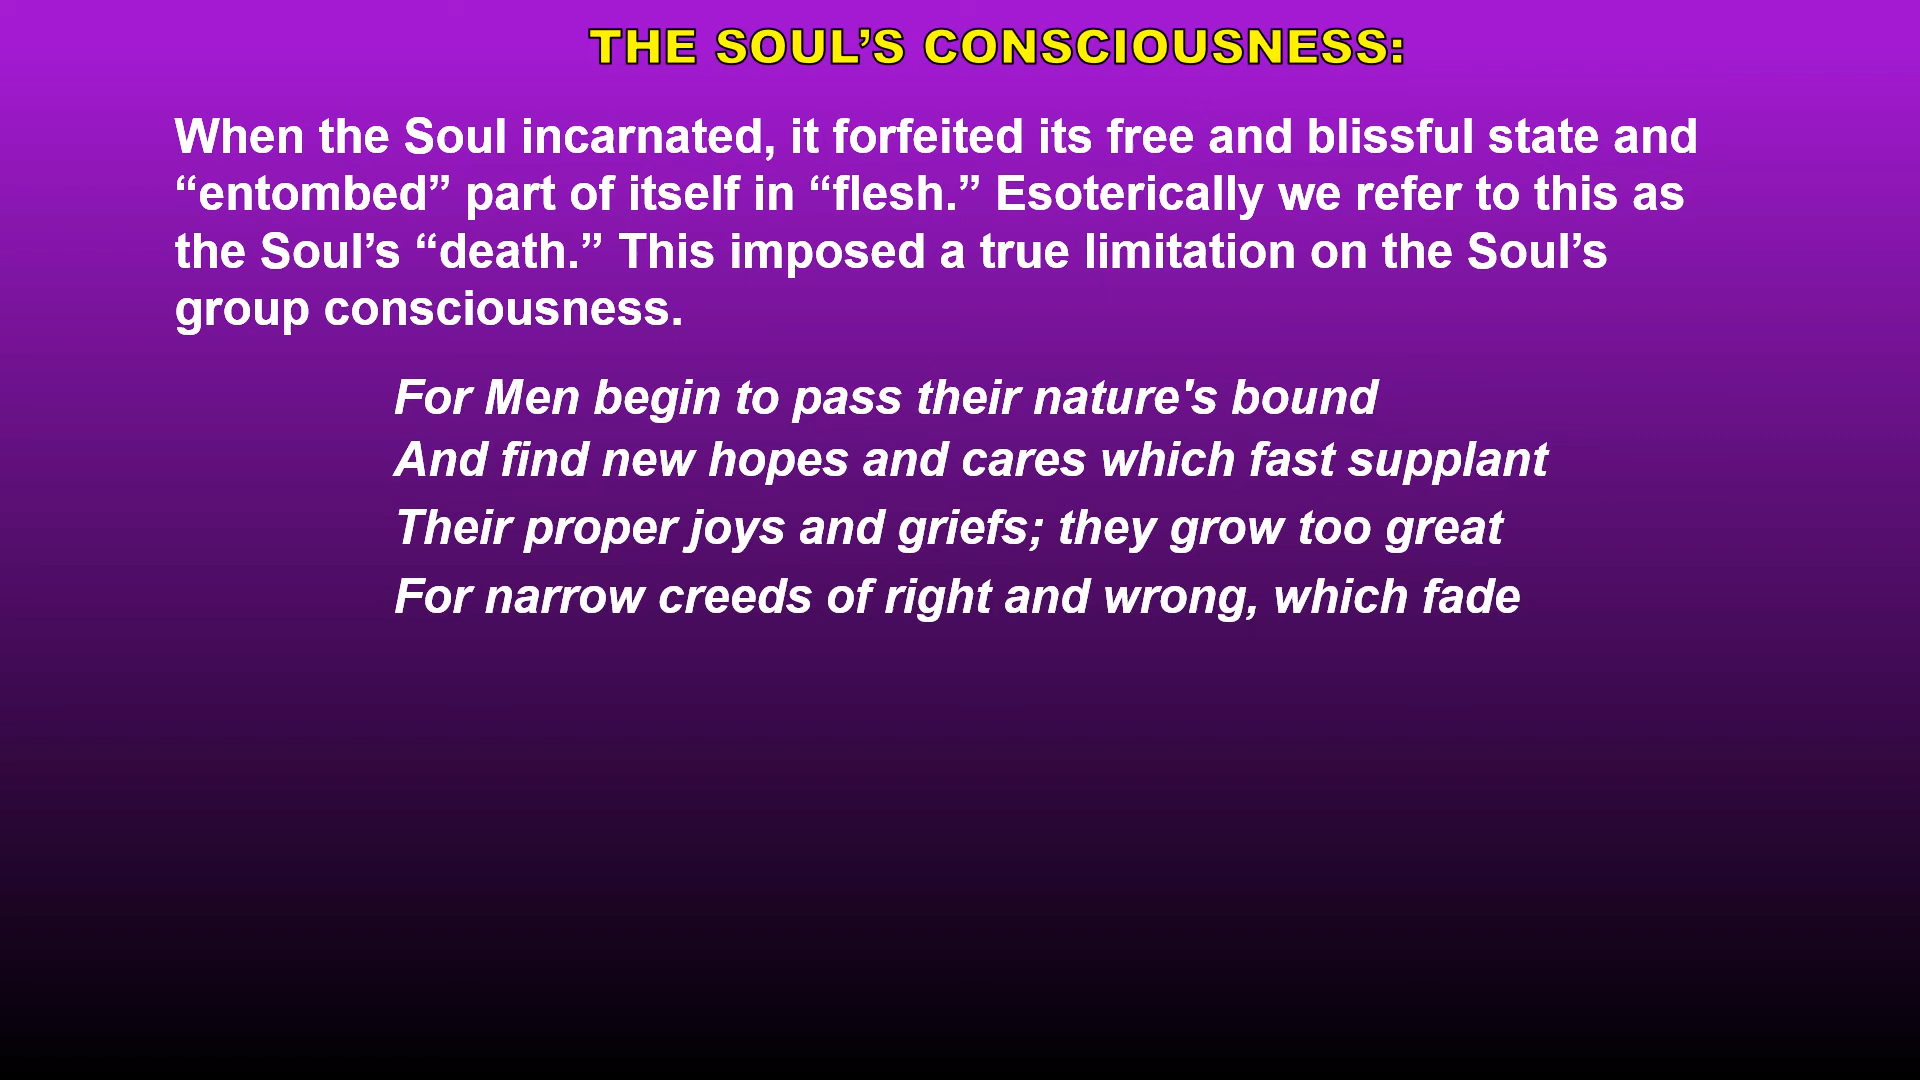 THE SOUL’S CONSCIOUSNESS:
When the Soul incarnated, it forfeited its free and blissful state and
“entombed” part of itself in “flesh.” Esoterically we refer to this as
the Soul’s “death.” This imposed a true limitation on the Soul’s
group consciousness.
For Men begin to pass their nature's bound
And find new hopes and cares which fast supplant
Their proper joys and griefs; they grow too great
For narrow creeds of right and wrong, which fade